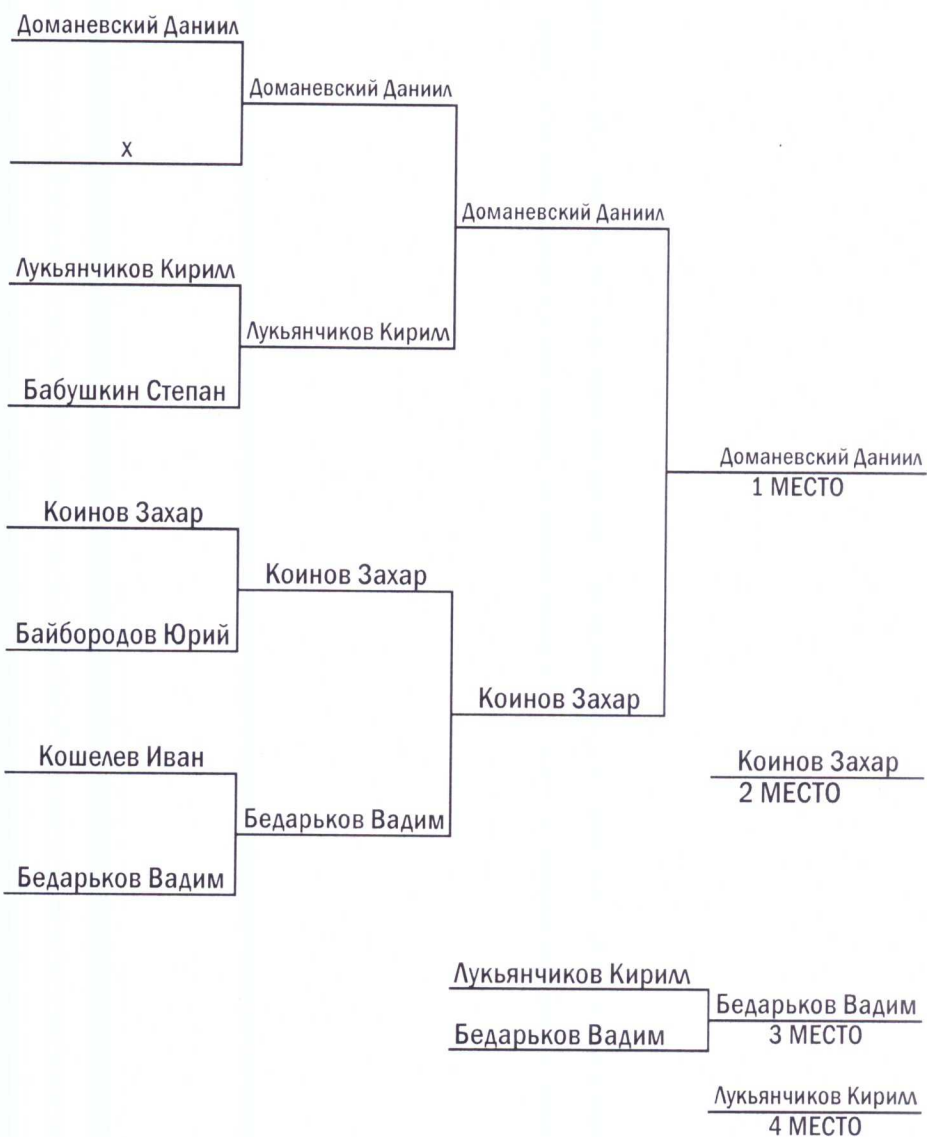 Доманевский Даниил
Доманевский Даниил
X
Доманевский Даниил
Лукьянчиков Кирилл
Лукьянчиков Кирилл
Бабушкин Степан
Доманевский Даниил
1 МЕСТО
Коинов Захар
Коинов Захар
Байбородов Юрий
Коинов Захар
Кошелев Иван
Коинов Захар
2 МЕСТО
Бедарьков Вадим
Бедарьков Вадим
Лукьянчиков Кирилл
Бедарьков Вадим
Бедарьков Вадим
3 МЕСТО
Лукьянчиков Кирилл
4 МЕСТО